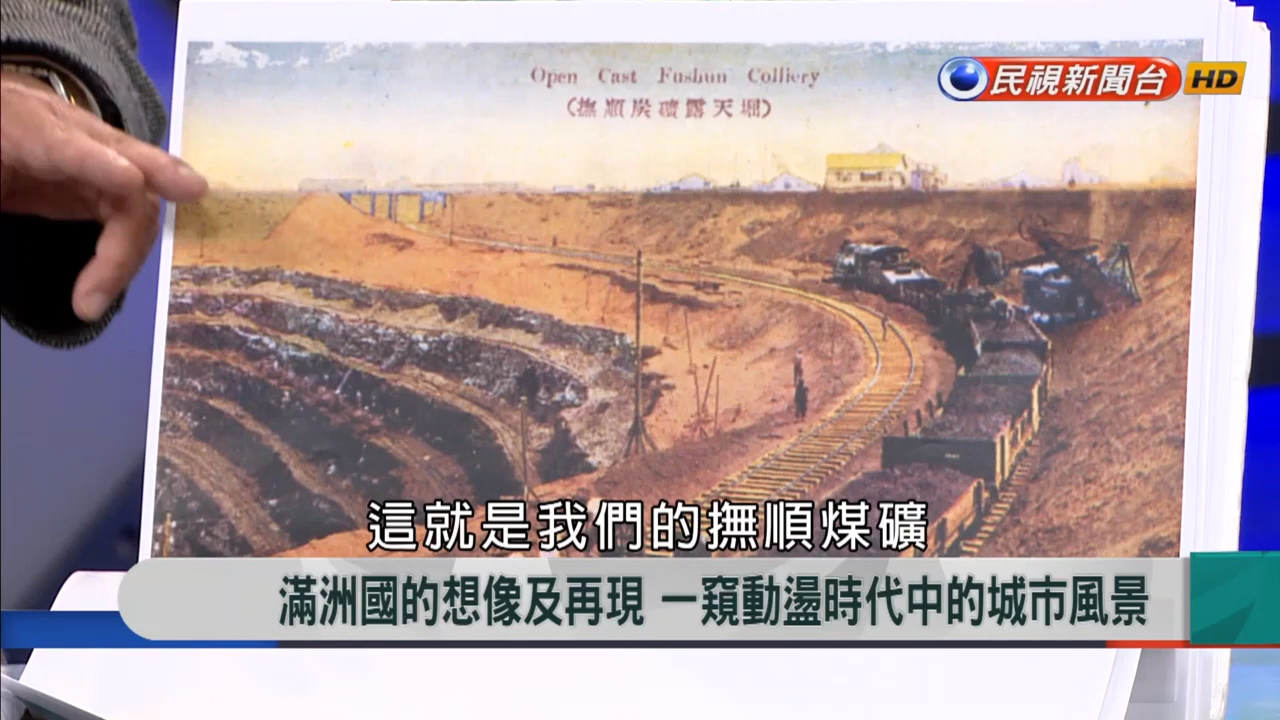 Open Cast Fushun Colliery
(撫順炭礦露天堀)
民視新聞台 HD
這就是我們的撫順煤礦
滿洲國的想像及再現 一窺動盪時代中的城市風景